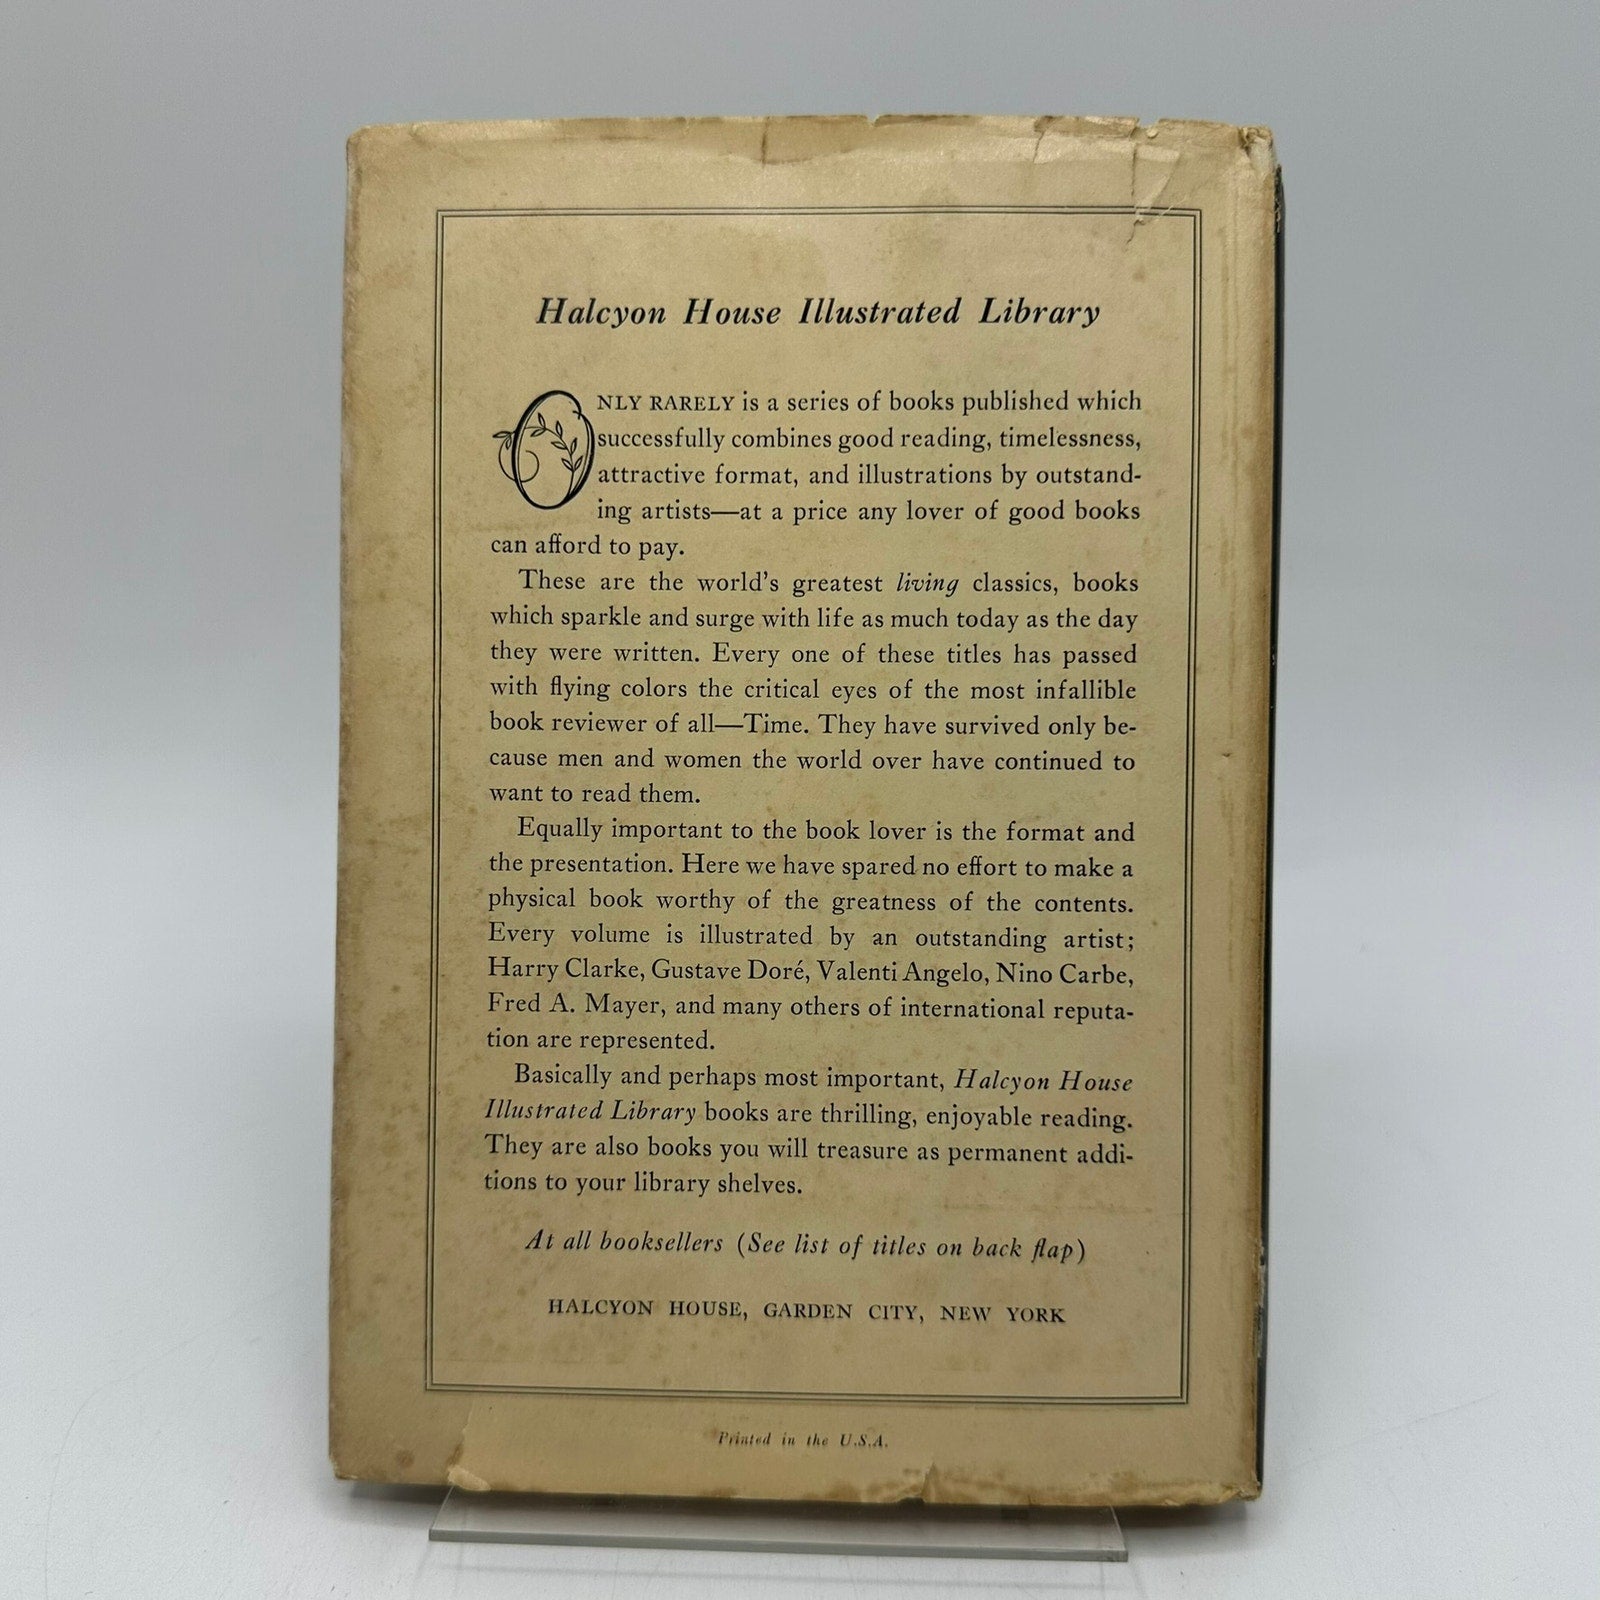 Halcyon House Illustrated Library
ONLY RARELY is a series of books published which
successfully combines good reading, timelessness,
attractive format, and illustrations by outstand-
ing artists—at a price any lover of good books
can afford to pay.
These are the world's greatest living classics, books
which sparkle and surge with life as much today as the day
they were written. Every one of these titles has passed
with flying colors the critical eyes of the most infallible
book reviewer of all—Time. They have survived only be-
cause men and women the world over have continued to
want to read them.
Equally important to the book lover is the format and
the presentation. Here we have spared no effort to make a
physical book worthy of the greatness of the contents.
Every volume is illustrated by an outstanding artist;
Harry Clarke, Gustave Doré, Valenti Angelo, Nino Carbe,
Fred A. Mayer, and many others of international reputa-
tion are represented.
Basically and perhaps most important, Halcyon House
Illustrated Library books are thrilling, enjoyable reading.
They are also books you will treasure as permanent addi-
tions to your library shelves.
At all booksellers (See list of titles on back flap)
HALCYON HOUSE, GARDEN CITY, NEW YORK
Printed in the U.S.A.